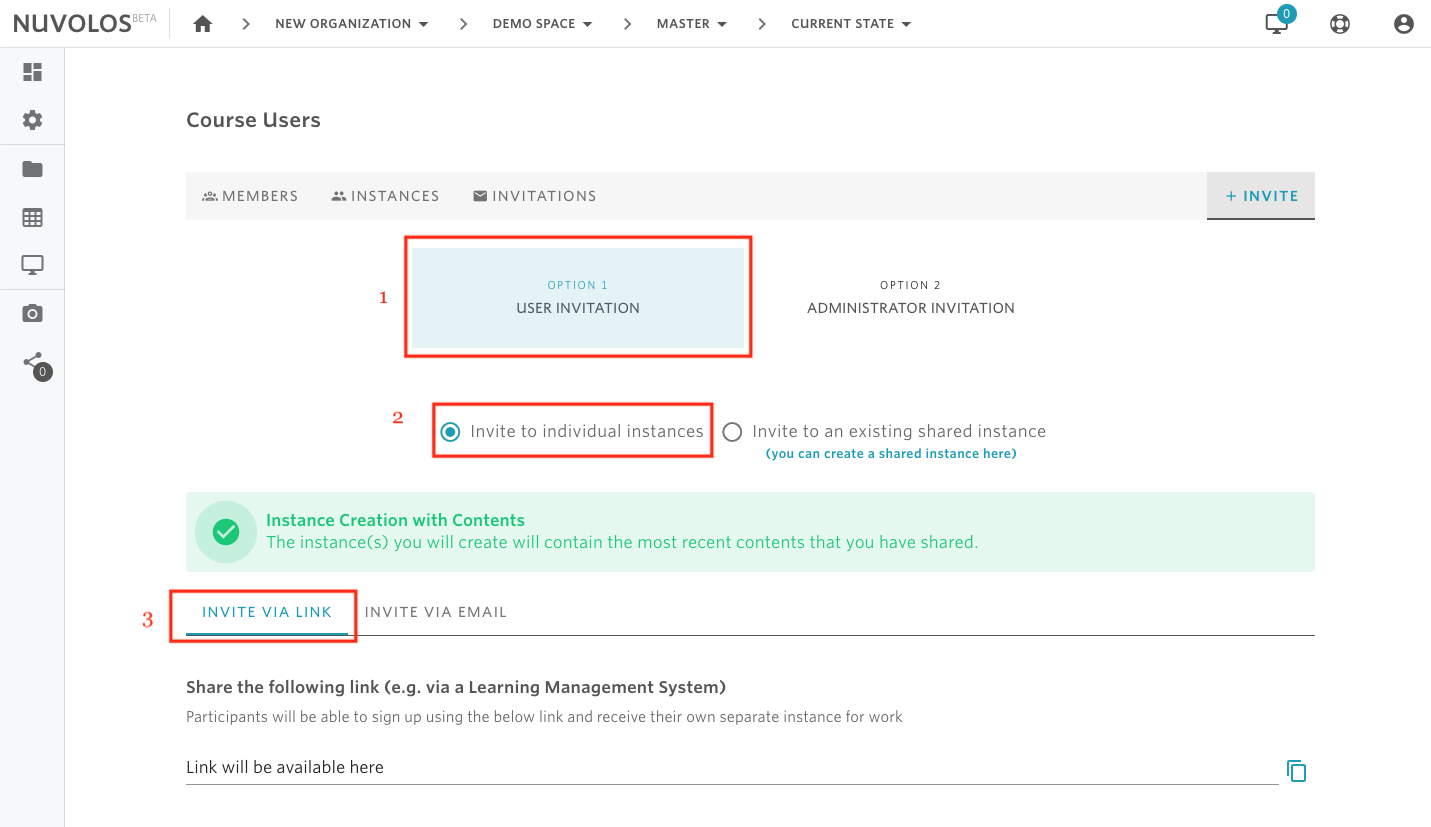 NUVOLOS BETA NEW ORGANIZATION DEMO SPACE MASTER CURRENT STATE 0
Course Users
MEMBERS INSTANCES INVITATIONS + INVITE
OPTION 1
USER INVITATION
OPTION 2
ADMINISTRATOR INVITATION
1
2
Invite to individual instances
Invite to an existing shared instance
(you can create a shared instance here)
0
Instance Creation with Contents
The instance(s) you will create will contain the most recent contents that you have shared.
3
INVITE VIA LINK INVITE VIA EMAIL
Share the following link (e.g. via a Learning Management System)
Participants will be able to sign up using the below link and receive their own separate instance for work
Link will be available here